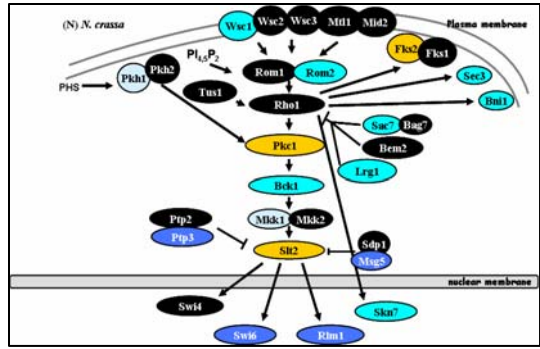 (N) N. crassa
Wsc1 Wsc2 Wsc3 Mtl1 Mid2
Plasma membrane
PI4,5P2
Fks2 Fks1
Pkh1 Pkh2
Rom1 Rom2
Sec3
PHS
Tus1
Rho1
Bni1
Sac7 Bag7
Pkc1
Bem2
Lrg1
Bck1
Mkk1 Mkk2
Ptp2
Ptp3
Sdp1
Msg5
Slt2
nuclear membrane
Swi4
Skn7
Swi6
Rlm1